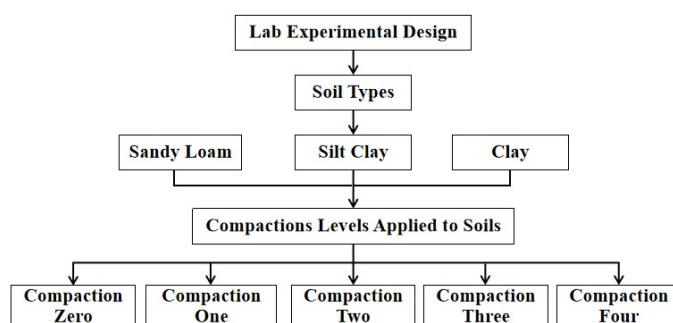 Lab Experimental Design
Soil Types
Sandy Loam
Silt Clay
Clay
Compactions Levels Applied to Soils
Compaction
Zero
Compaction
One
Compaction
Two
Compaction
Three
Compaction
Four